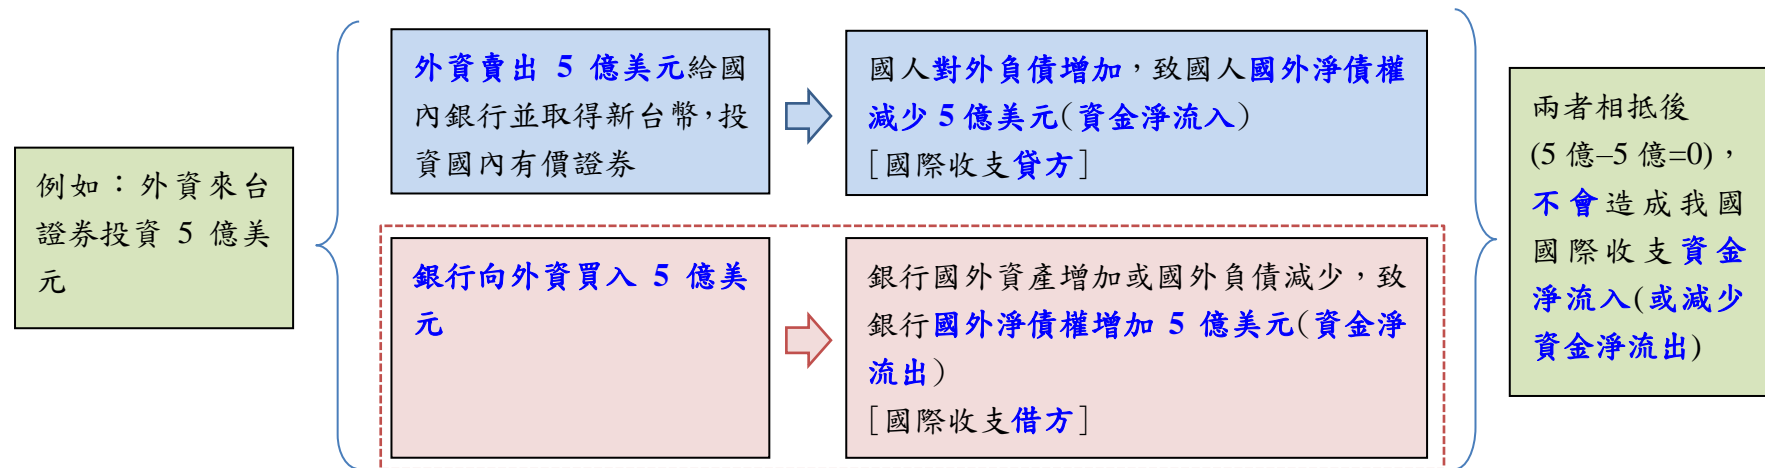 例如：外資來台
證券投資 5 億美
元
外資賣出 5 億美元給國
內銀行並取得新台幣，投
資國內有價證券
國人對外負債增加，致國人國外淨債權
減少 5 億美元(資金淨流入)
[國際收支貸方]
銀行向外資買入 5 億美
元
銀行國外資產增加或國外負債減少，致
銀行國外淨債權增加 5 億美元(資金淨
流出)
[國際收支借方]
兩者相抵後
(5 億–5 億=0)，
不會造成我國
國際收支資金
淨流入(或減少
資金淨流出)